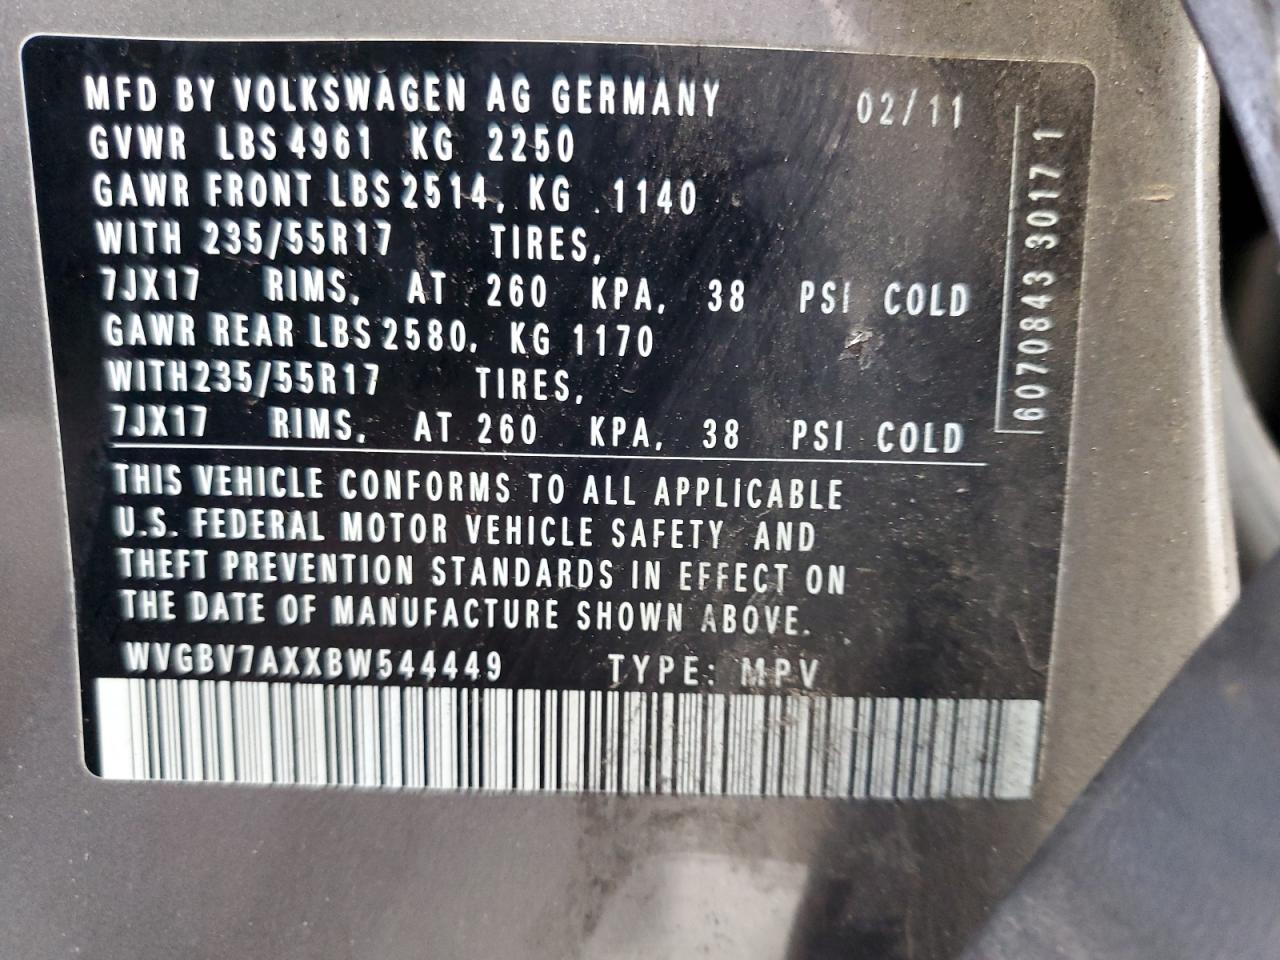 MFD BY VOLKSWAGEN AG GERMANY 02/11
GVWR LBS 4961 KG 2250
GAWR FRONT LBS 2514, KG 1140
WITH 235/55R17 TIRES,
7JX17 RIMS, AT 260 KPA, 38 PSI COLD
GAWR REAR LBS 2580, KG 1170
WITH 235/55R17 TIRES,
7JX17 RIMS, AT 260 KPA, 38 PSI COLD
THIS VEHICLE CONFORMS TO ALL APPLICABLE
U.S. FEDERAL MOTOR VEHICLE SAFETY AND
THEFT PREVENTION STANDARDS IN EFFECT ON
THE DATE OF MANUFACTURE SHOWN ABOVE.
WVGBV7AXXBW544449 TYPE: MPV
6070843 3017 1